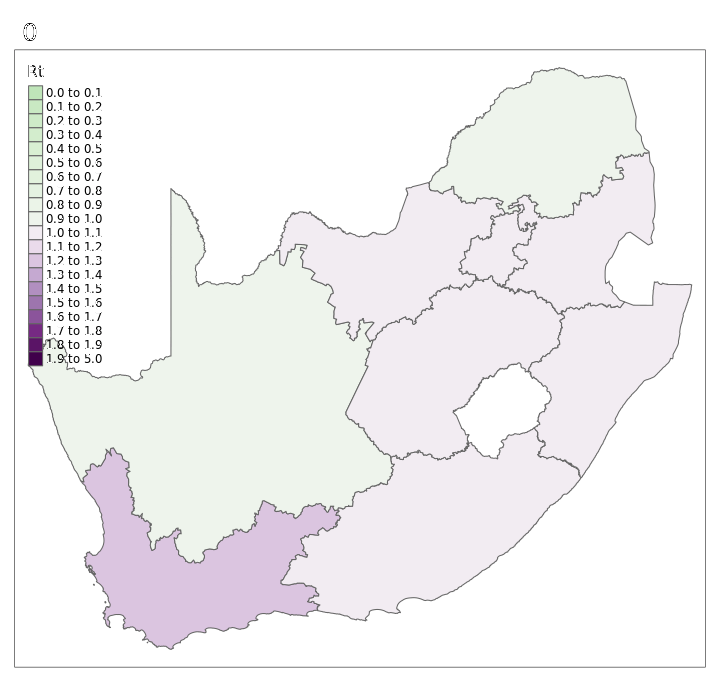 0
Rt
0.0 to 0.1
0.1 to 0.2
0.2 to 0.3
0.3 to 0.4
0.4 to 0.5
0.5 to 0.6
0.6 to 0.7
0.7 to 0.8
0.8 to 0.9
0.9 to 1.0
1.0 to 1.1
1.1 to 1.2
1.2 to 1.3
1.3 to 1.4
1.4 to 1.5
1.5 to 1.6
1.6 to 1.7
1.7 to 1.8
1.8 to 1.9
1.9 to 5.0